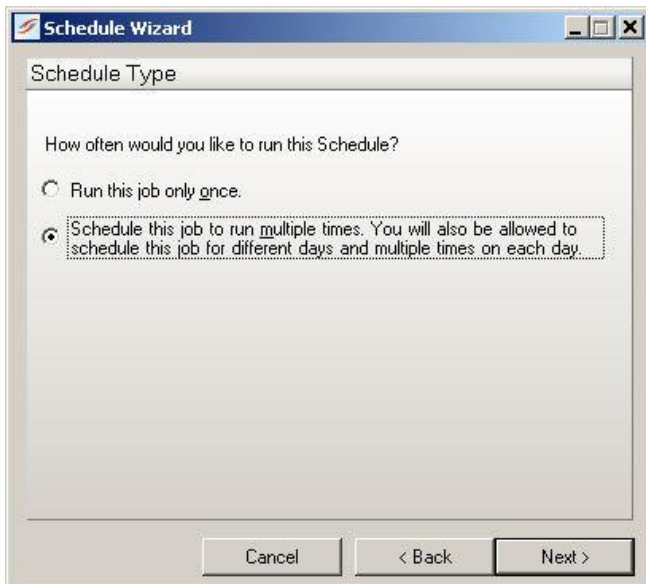 Schedule Wizard
Schedule Type
How often would you like to run this Schedule?
Run this job only once.
Schedule this job to run multiple times. You will also be allowed to
schedule this job for different days and multiple times on each day.
Cancel
< Back
Next >